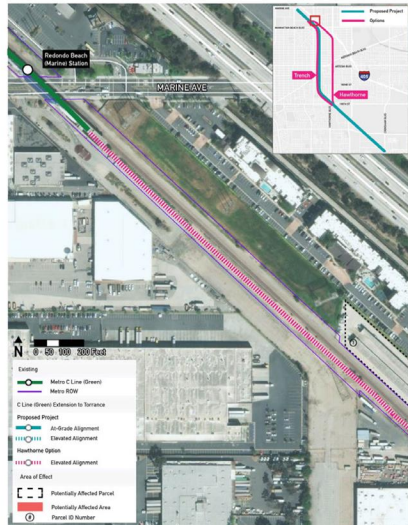 Redondo Beach
(Marine) Station
MARINE AVE
Proposed Project
Options
405
Trench
Hawthorne
N
0 50 100 200 Feet
Existing
Metro C Line (Green)
Metro ROW
C Line (Green) Extension to Torrance
Proposed Project
At-Grade Alignment
Elevated Alignment
Hawthorne Option
Elevated Alignment
Area of Effect
Potentially Affected Parcel
Potentially Affected Area
(#) Parcel ID Number